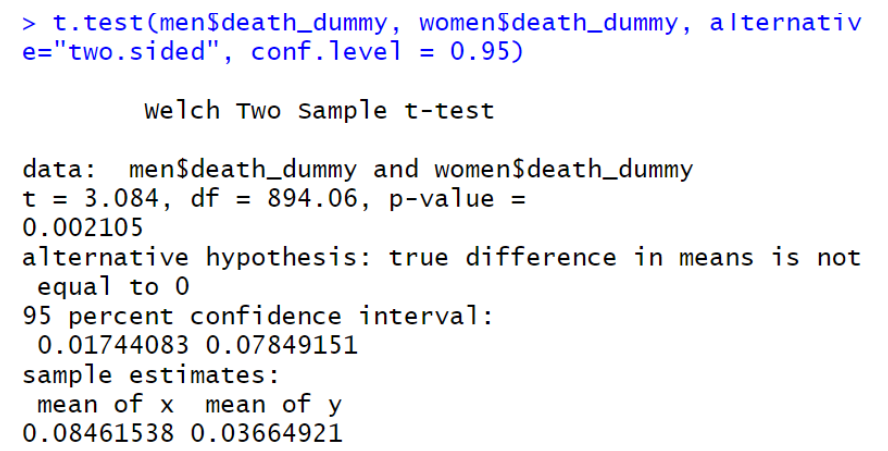 > t.test(men$death_dummy, women$death_dummy, alternativ
e="two.sided", conf.level = 0.95)
Welch Two Sample t-test
data:  men$death_dummy and women$death_dummy
t = 3.084, df = 894.06, p-value =
0.002105
alternative hypothesis: true difference in means is not
 equal to 0
95 percent confidence interval:
 0.01744083 0.07849151
sample estimates:
 mean of x  mean of y
0.08461538 0.03664921